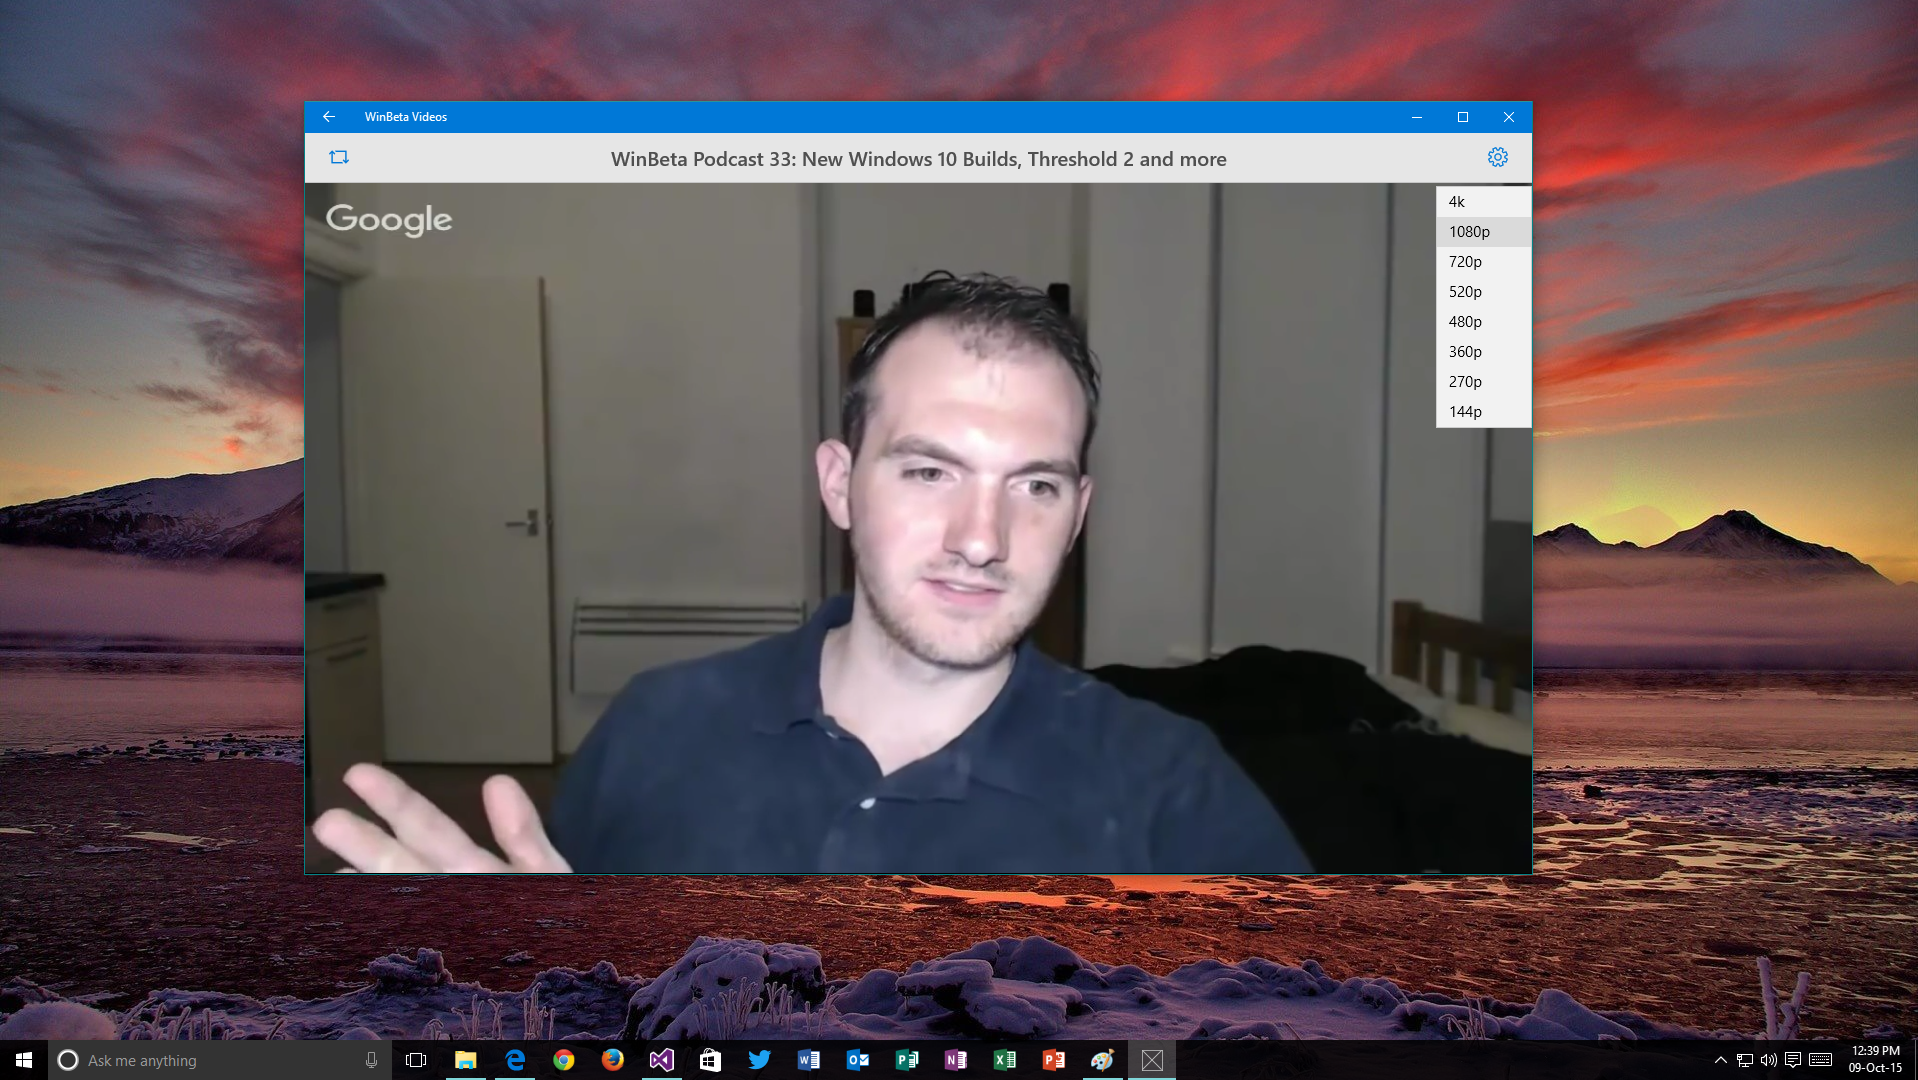 WinBeta Videos
WinBeta Podcast 33: New Windows 10 Builds, Threshold 2 and more
Google
4k
1080p
720p
520p
480p
360p
270p
144p
Ask me anything
12:39 PM
09-Oct-15